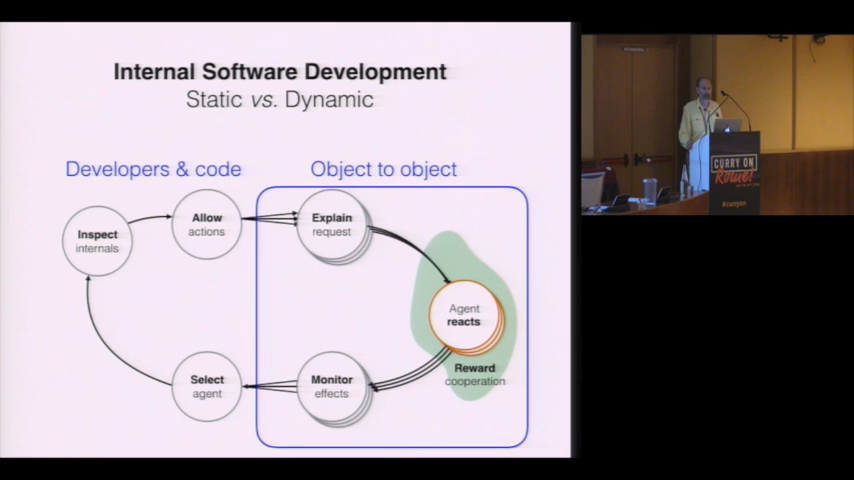 Internal Software Development
Static vs. Dynamic
Developers & code
Object to object
Inspect
internals
Allow
actions
Explain
request
Agent
reacts
Reward
cooperation
Monitor
effects
Select
agent
CURRY ON
Rome!
#curryon